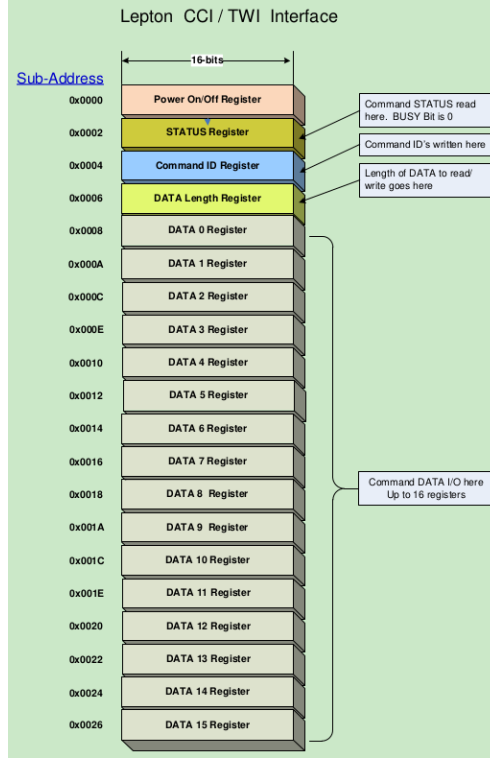 Lepton CCI / TWI Interface
16-bits
Sub-Address
0x0000 Power On/Off Register
0x0002 STATUS Register
0x0004 Command ID Register
0x0006 DATA Length Register
0x0008 DATA 0 Register
0x000A DATA 1 Register
0x000C DATA 2 Register
0x000E DATA 3 Register
0x0010 DATA 4 Register
0x0012 DATA 5 Register
0x0014 DATA 6 Register
0x0016 DATA 7 Register
0x0018 DATA 8 Register
0x001A DATA 9 Register
0x001C DATA 10 Register
0x001E DATA 11 Register
0x0020 DATA 12 Register
0x0022 DATA 13 Register
0x0024 DATA 14 Register
0x0026 DATA 15 Register
Command STATUS read
here. BUSY Bit is 0
Command ID's written here
Length of DATA to read/
write goes here
Command DATA I/O here
Up to 16 registers